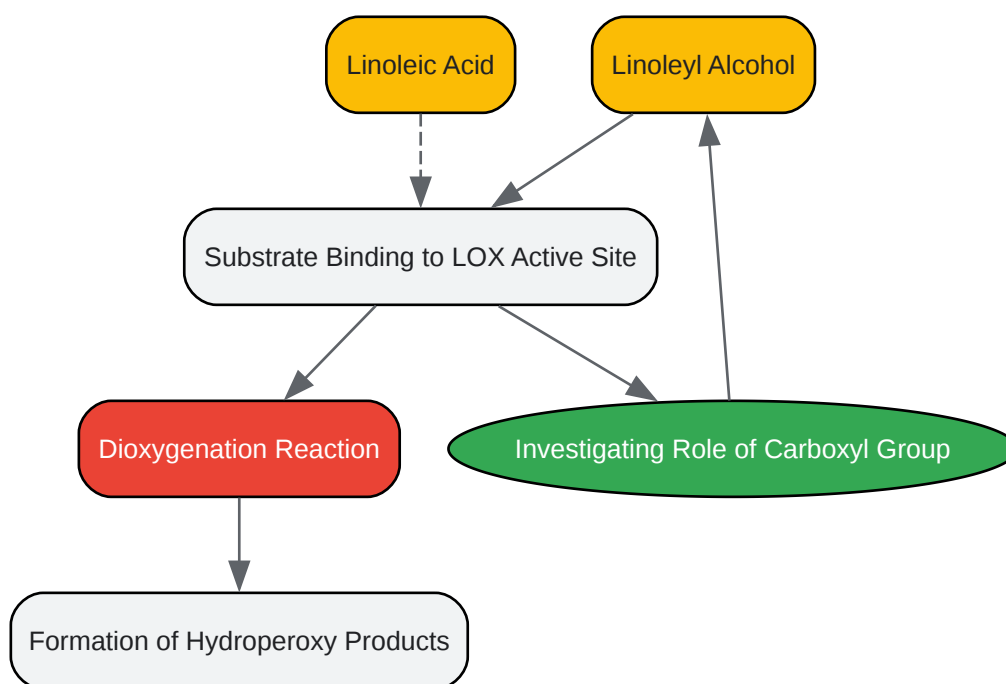 Linoleic Acid
Linoleyl Alcohol
Substrate Binding to LOX Active Site
Dioxygenation Reaction
Investigating Role of Carboxyl Group
Formation of Hydroperoxy Products